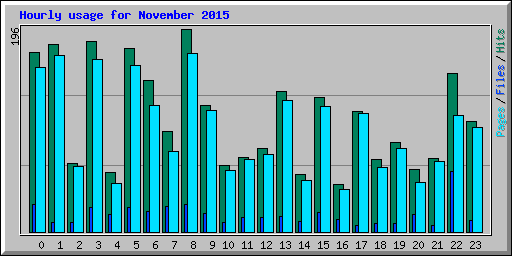 Hourly usage for November 2015
196
Pages/Files/Hits
0 1 2 3 4 5 6 7 8 9 10 11 12 13 14 15 16 17 18 19 20 21 22 23